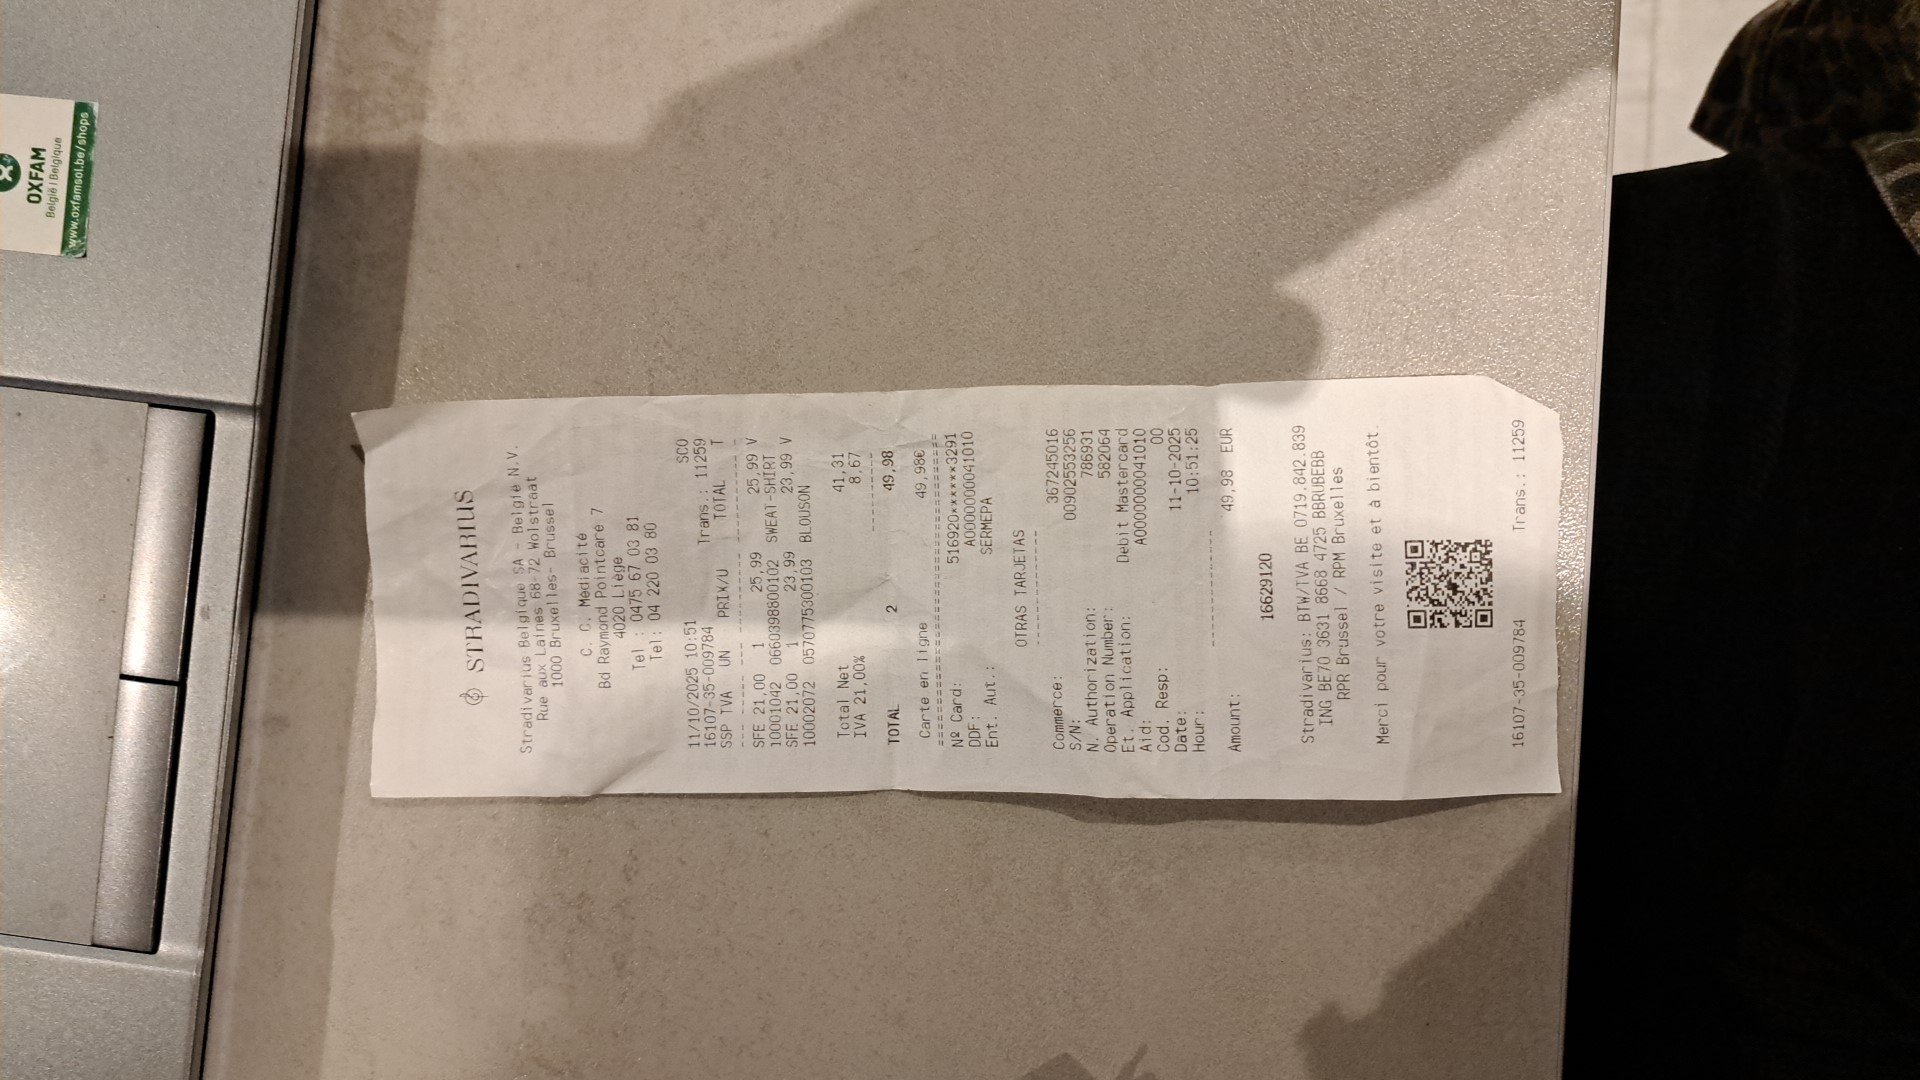 STRADIVARIUS
Stradivarius Belgique SA - België N.V.
Rue aux Laines 68-72 Wolstraat
1000 Bruxelles- Brussel
C. C. Médiacité
Bd Raymond Pointcaré 7
4020 Liège
Tel : 0475 67 03 81
Tel: 04 220 03 80
SCO
11/10/2025 10:51
16107-35-009784 Trans.: 11259
SSP TVA UN PRIX/U TOTAL T
SFE 21,00 1 25,99 25,99 V
10001042 0660398800102 SWEAT-SHIRT
SFE 21,00 1 23,99 23,99 V
10002072 0570775300103 BLOUSON
Total Net 41,31
IVA 21,00% 8,67
TOTAL 2 49,98
Carte en ligne 49,98€
Nº Card: 516920******3291
DDF: A0000000041010
Ent. Aut.: SERMEPA
OTRAS TARJETAS
Commerce: 367245016
S/N: 00902553256
N. Authorization: 786931
Operation Number: 582064
Et. Application: Debit Mastercard
Aid: A0000000041010
Cod. Resp: 00
Date: 11-10-2025
Hour: 10:51:25
Amount: 49,98 EUR
16629120
Stradivarius: BTW/TVA BE 0719.842.839
ING BE70 3631 8668 4725 BBRUBEBB
RPR Brussel / RPM Bruxelles
Merci pour votre visite et à bientôt.
16107-35-009784 Trans.: 11259
OXFAM
België | Belgique
www.oxfamsol.be/shops